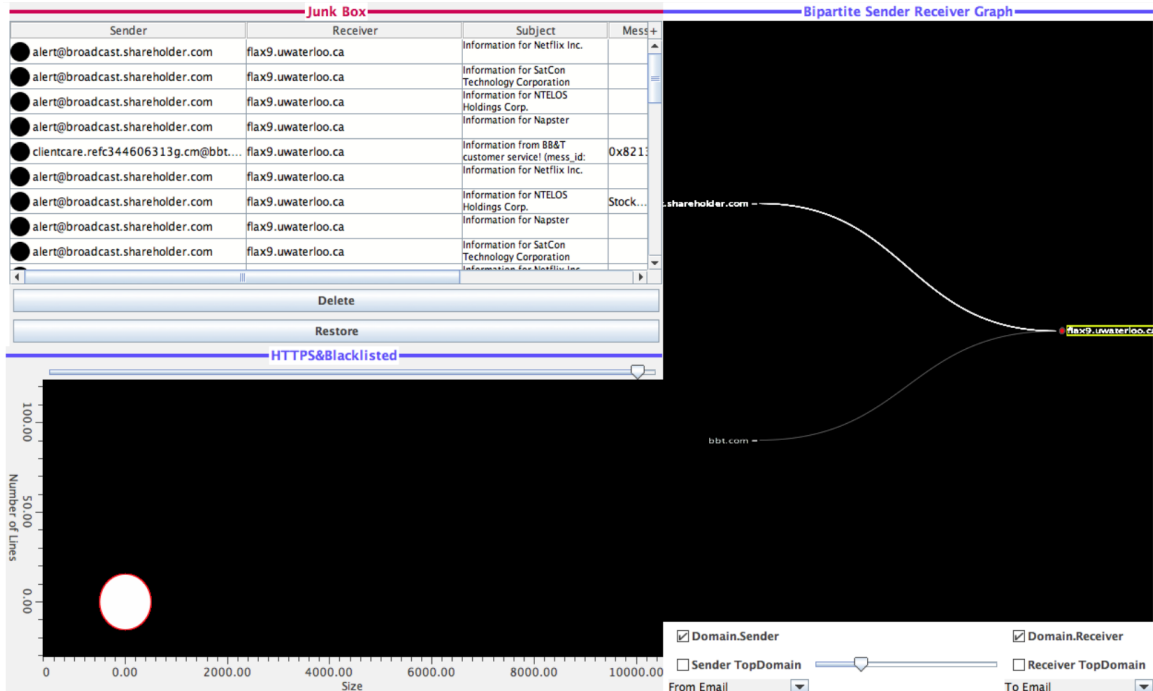 Junk Box
Sender Receiver Subject Mess+
alert@broadcast.shareholder.com flax9.uwaterloo.ca Information for Netflix Inc.
alert@broadcast.shareholder.com flax9.uwaterloo.ca Information for SatCon
Technology Corporation
alert@broadcast.shareholder.com flax9.uwaterloo.ca Information for NTELOS
Holdings Corp.
alert@broadcast.shareholder.com flax9.uwaterloo.ca Information for Napster
clientcare.refc344606313g.cm@bbt.... flax9.uwaterloo.ca Information from BB&T
customer service! (mess_id: 0x821
alert@broadcast.shareholder.com flax9.uwaterloo.ca Information for Netflix Inc.
alert@broadcast.shareholder.com flax9.uwaterloo.ca Information for NTELOS
Holdings Corp. Stock...
alert@broadcast.shareholder.com flax9.uwaterloo.ca Information for Napster
alert@broadcast.shareholder.com flax9.uwaterloo.ca Information for SatCon
Technology Corporation
Information for Netflix Inc.
Delete
Restore
HTTPS&Blacklisted
100.00
50.00
0.00
Number of Lines
0 0.00 2000.00 4000.00 6000.00 8000.00 10000.00
Size
Bipartite Sender Receiver Graph
.shareholder.com
flax9.uwaterloo.ca
bbt.com
Domain.Sender Domain.Receiver
Sender TopDomain Receiver TopDomain
From Email To Email